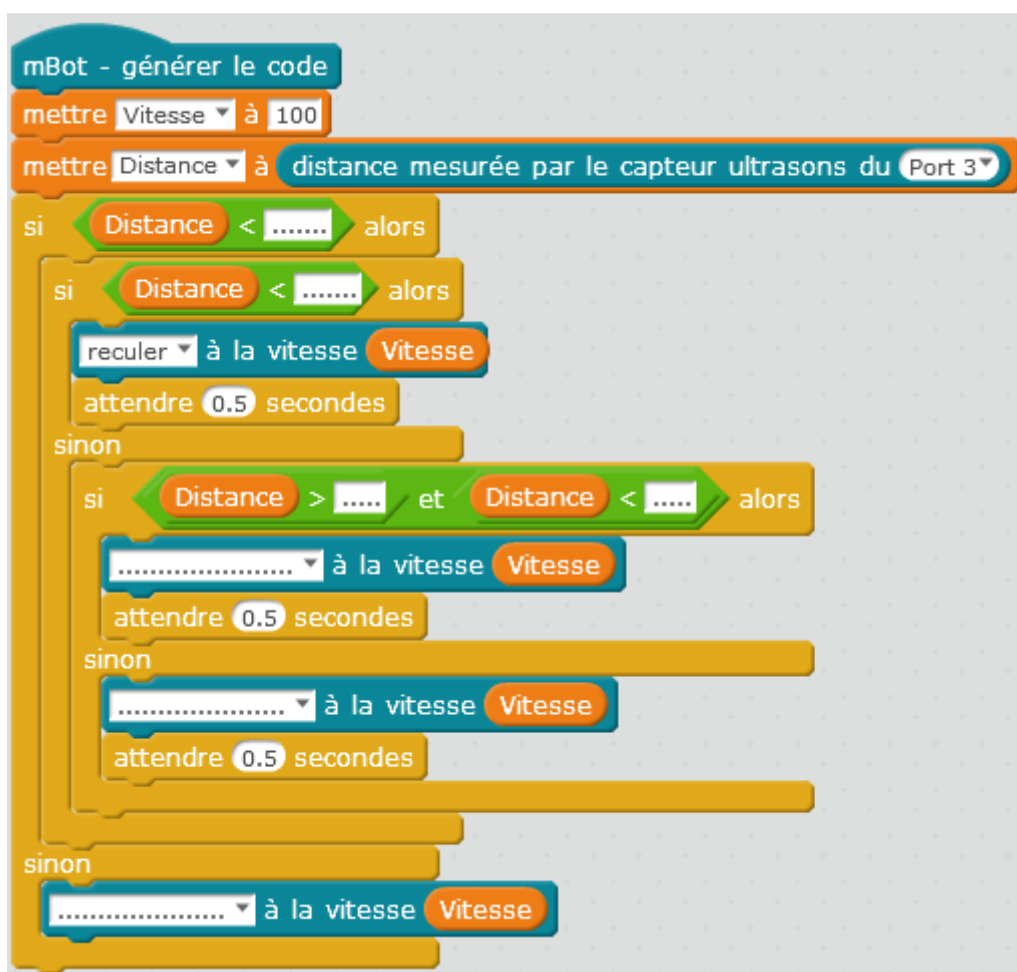 mBot - générer le code
mettre Vitesse à 100
mettre Distance à distance mesurée par le capteur ultrasons du Port 3
si Distance < ....... alors
si Distance < ....... alors
reculer à la vitesse Vitesse
attendre 0.5 secondes
sinon
si Distance > ..... et Distance < ..... alors
...................... à la vitesse Vitesse
attendre 0.5 secondes
sinon
..................... à la vitesse Vitesse
attendre 0.5 secondes
sinon
..................... à la vitesse Vitesse